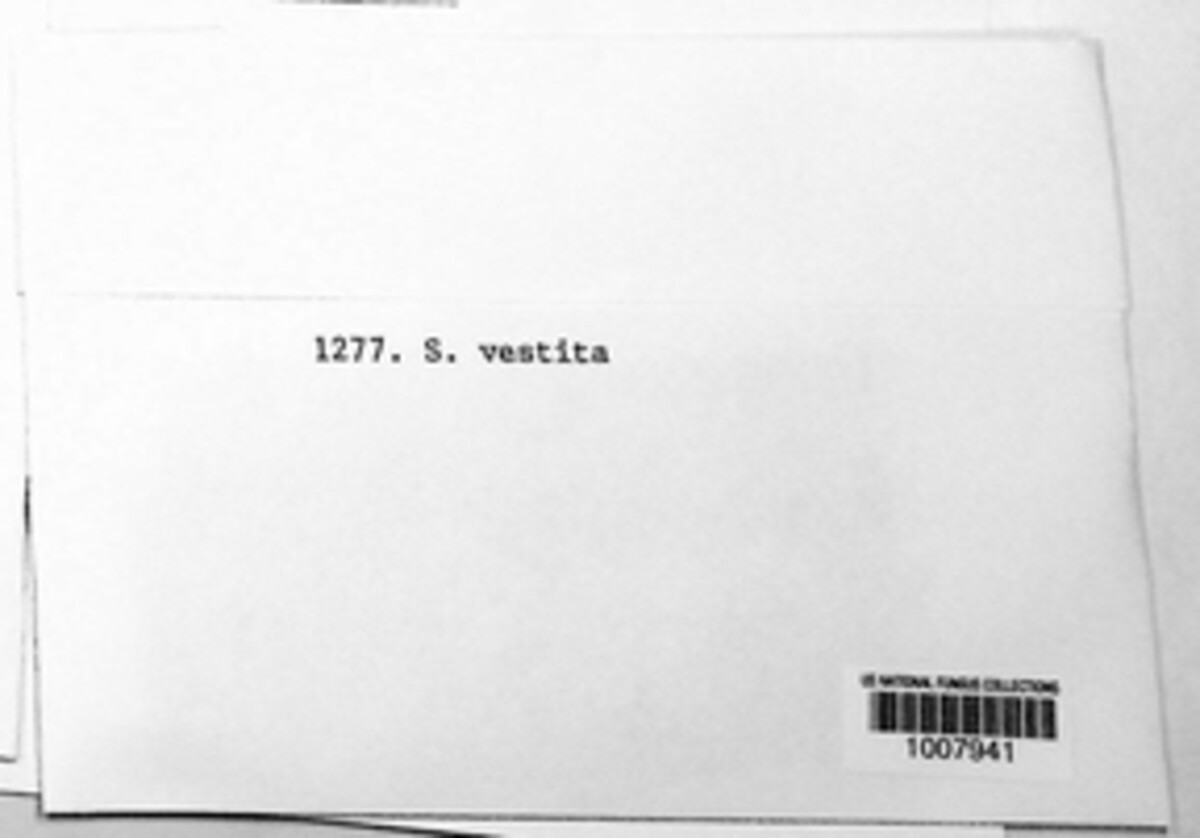 1277. S. vestita
US NATIONAL FUNGUS COLLECTIONS
1007941